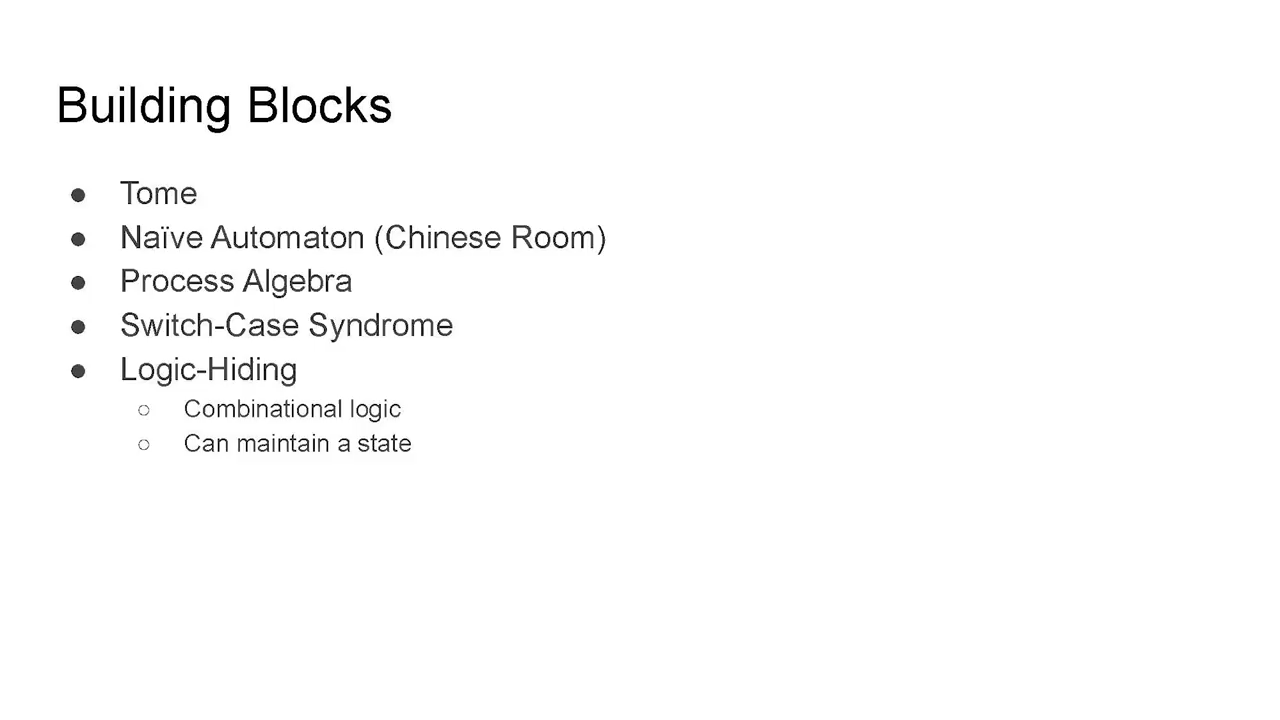 Building Blocks
● Tome
● Naïve Automaton (Chinese Room)
● Process Algebra
● Switch-Case Syndrome
● Logic-Hiding
○ Combinational logic
○ Can maintain a state